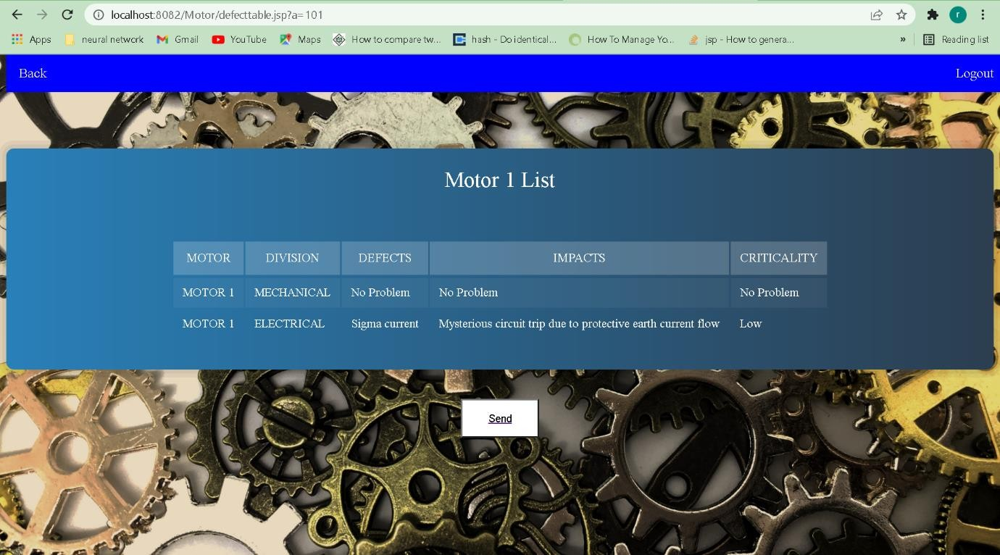 localhost:8082/Motor/defecttable.jsp?a=101
r
Apps neural network Gmail YouTube Maps How to compare tw... hash - Do identical... How To Manage Yo... jsp - How to genera... » Reading list
Back Logout
Motor 1 List
MOTOR DIVISION DEFECTS IMPACTS CRITICALITY
MOTOR 1 MECHANICAL No Problem No Problem No Problem
MOTOR 1 ELECTRICAL Sigma current Mysterious circuit trip due to protective earth current flow Low
Send